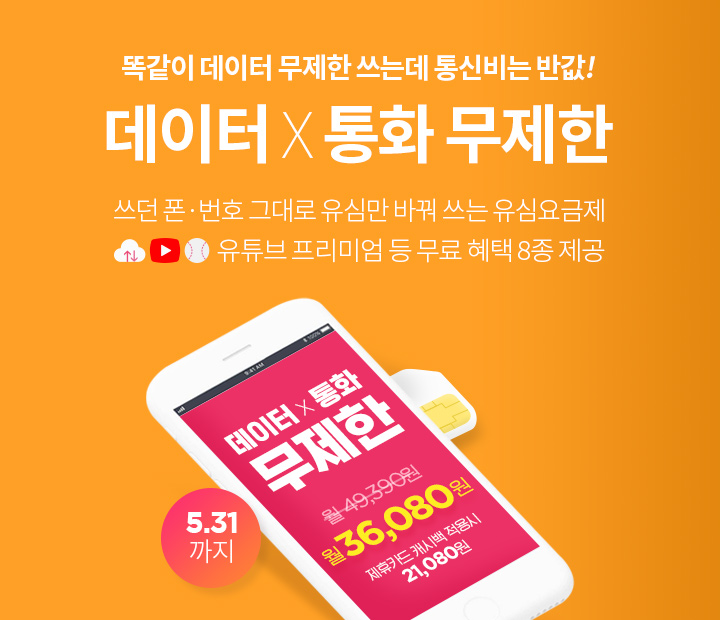 똑같이 데이터 무제한 쓰는데 통신비는 반값!
데이터 X 통화 무제한
쓰던 폰·번호 그대로 유심만 바꿔 쓰는 유심요금제
유튜브 프리미엄 등 무료 혜택 8종 제공
9:41 AM
100%
데이터 X 통화
무제한
월 49,390원
월 36,080원
제휴카드 캐시백 적용시
21,080원
5.31
까지